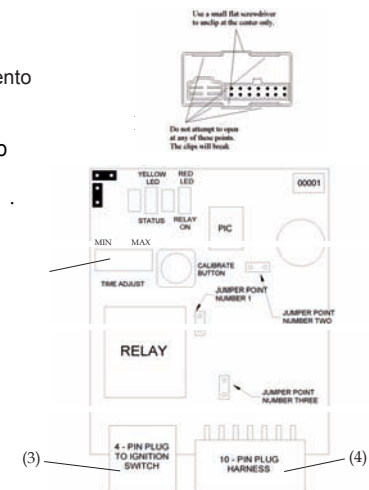 Use a small flat screwdriver
to unclip at the center only.
ento
o
.
Do not attempt to open
at any of these points.
The clips will break
YELLOW
LED
RED
LED
00001
STATUS
RELAY
ON
PIC
MIN MAX
CALIBRATE
BUTTON
TIME ADJUST
JUMPER POINT
NUMBER 1
JUMPER POINT
NUMBER TWO
RELAY
JUMPER POINT
NUMBER THREE
4 - PIN PLUG
TO IGNITION
SWITCH
10 - PIN PLUG
HARNESS
(3)
(4)